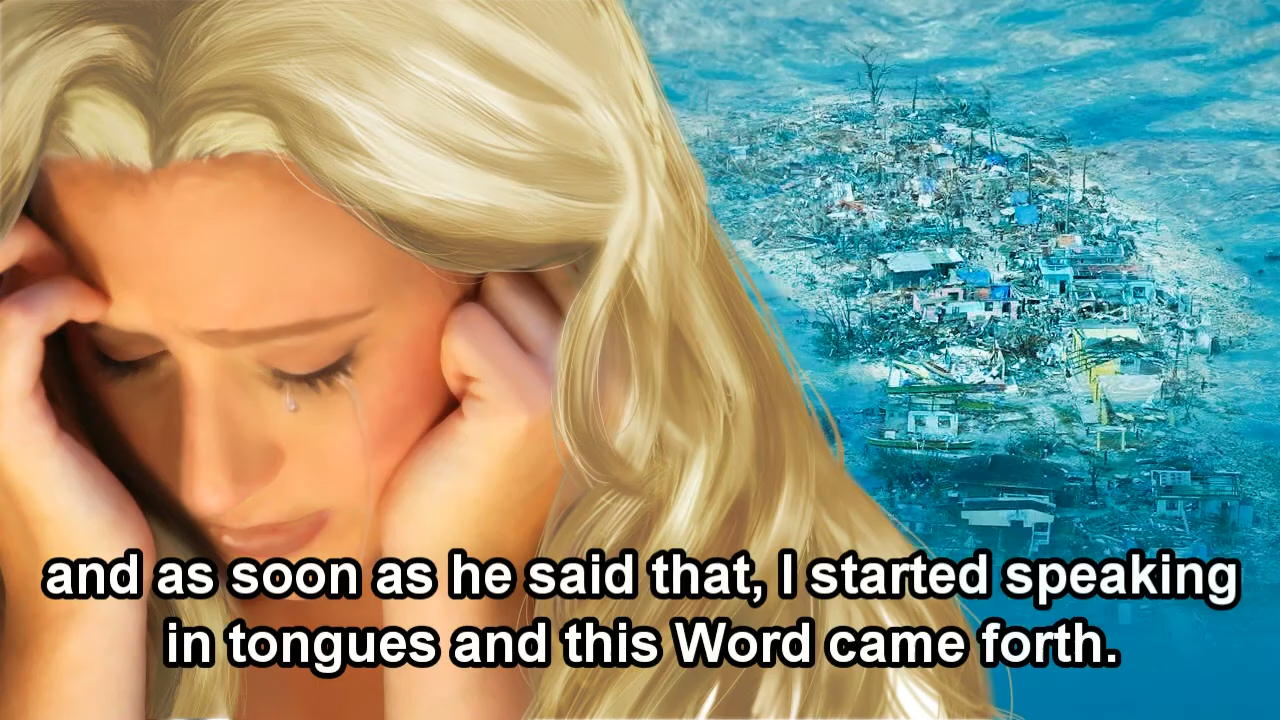 and as soon as he said that, I started speaking
in tongues and this Word came forth.